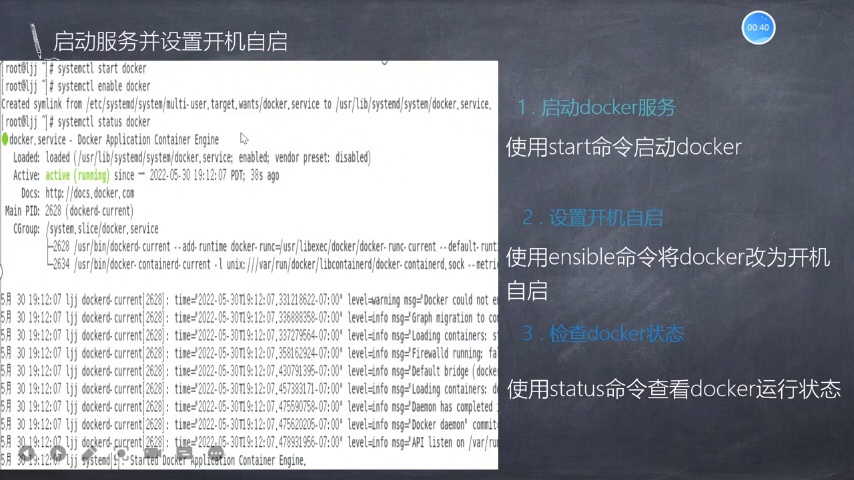 启动服务并设置开机自启
00:40
[root@ljj ~]# systemctl start docker
[root@ljj ~]# systemctl enable docker
Created symlink from /etc/systemd/system/multi-user.target.wants/docker.service to /usr/lib/systemd/system/docker.service.
[root@ljj ~]# systemctl status docker
docker.service - Docker Application Container Engine
Loaded: loaded (/usr/lib/systemd/system/docker.service; enabled; vendor preset: disabled)
Active: active (running) since 一 2022-05-30 19:12:07 PDT; 38s ago
Docs: http://docs.docker.com
Main PID: 2628 (dockerd-current)
CGroup: /system.slice/docker.service
├─2628 /usr/bin/dockerd-current --add-runtime docker-runc=/usr/libexec/docker/docker-runc-current --default-runti
└─2634 /usr/bin/docker-containerd-current -l unix:///var/run/docker/libcontainerd/docker-containerd.sock --metric
5月 30 19:12:07 ljj dockerd-current[2628]: time="2022-05-30T19:12:07.331218622-07:00" level=warning msg="Docker could not en
5月 30 19:12:07 ljj dockerd-current[2628]: time="2022-05-30T19:12:07.336888358-07:00" level=info msg="Graph migration to co
5月 30 19:12:07 ljj dockerd-current[2628]: time="2022-05-30T19:12:07.337279564-07:00" level=info msg="Loading containers: st
5月 30 19:12:07 ljj dockerd-current[2628]: time="2022-05-30T19:12:07.358162924-07:00" level=info msg="Firewalld running: fal
5月 30 19:12:07 ljj dockerd-current[2628]: time="2022-05-30T19:12:07.430791395-07:00" level=info msg="Default bridge (docke
5月 30 19:12:07 ljj dockerd-current[2628]: time="2022-05-30T19:12:07.457383171-07:00" level=info msg="Loading containers: do
5月 30 19:12:07 ljj dockerd-current[2628]: time="2022-05-30T19:12:07.475590758-07:00" level=info msg="Daemon has completed i
5月 30 19:12:07 ljj dockerd-current[2628]: time="2022-05-30T19:12:07.475620205-07:00" level=info msg="Docker daemon" commit=
5月 30 19:12:07 ljj dockerd-current[2628]: time="2022-05-30T19:12:07.478931956-07:00" level=info msg="API listen on /var/run
5月 30 19:12:07 ljj systemd[1]: Started Docker Application Container Engine.
1 . 启动docker服务
使用start命令启动docker
2 . 设置开机自启
使用ensible命令将docker改为开机
自启
3 . 检查docker状态
使用status命令查看docker运行状态